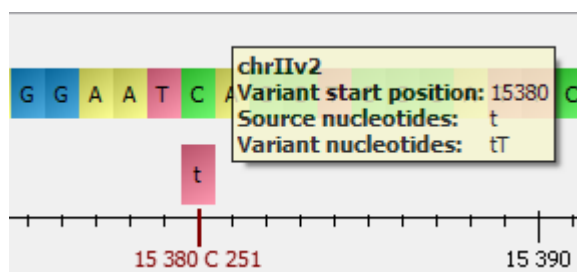 chrIIv2
G G A A T C A C
Variant start position: 15380
Source nucleotides: t
Variant nucleotides: tT
t
15 380 C 251 15 390